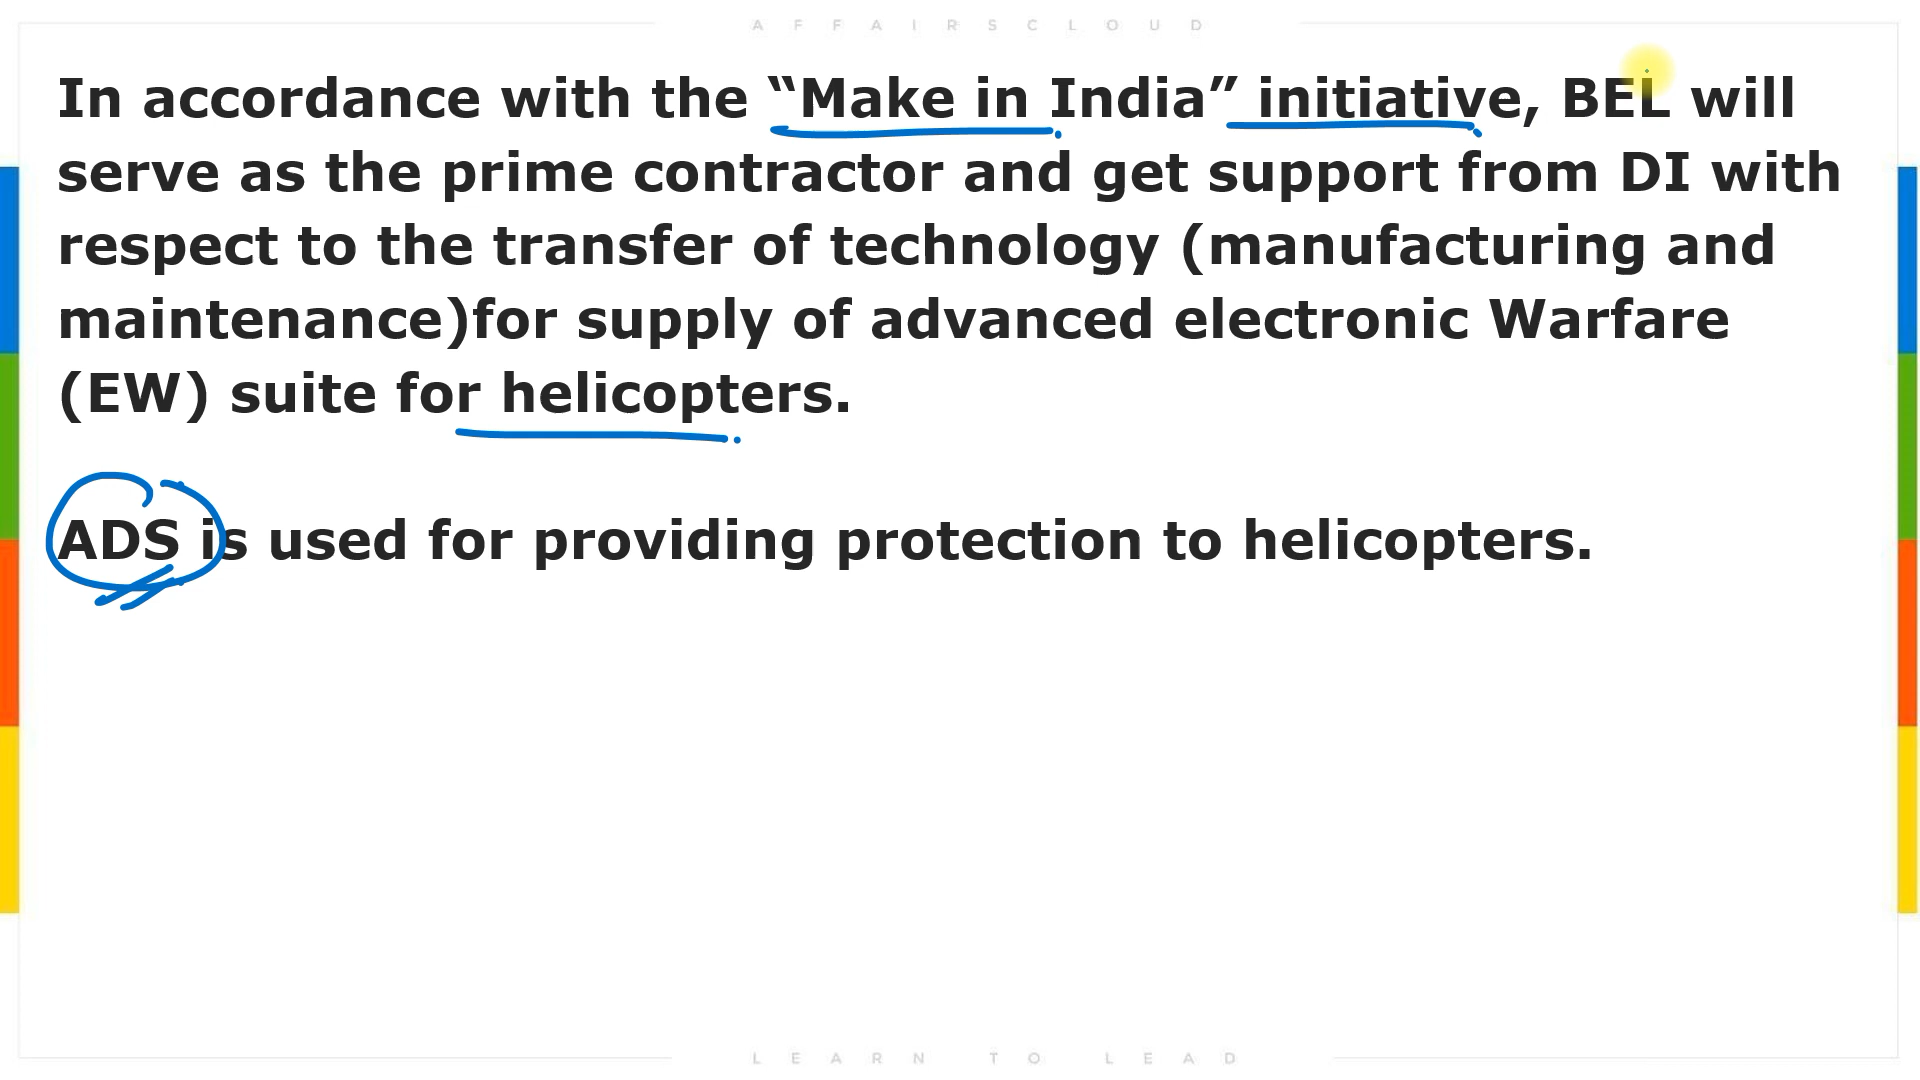 AFFAIRSCLOUD
In accordance with the “Make in India” initiative, BEL will
serve as the prime contractor and get support from DI with
respect to the transfer of technology (manufacturing and
maintenance)for supply of advanced electronic Warfare
(EW) suite for helicopters.
ADS is used for providing protection to helicopters.
LEARN TO LEAD